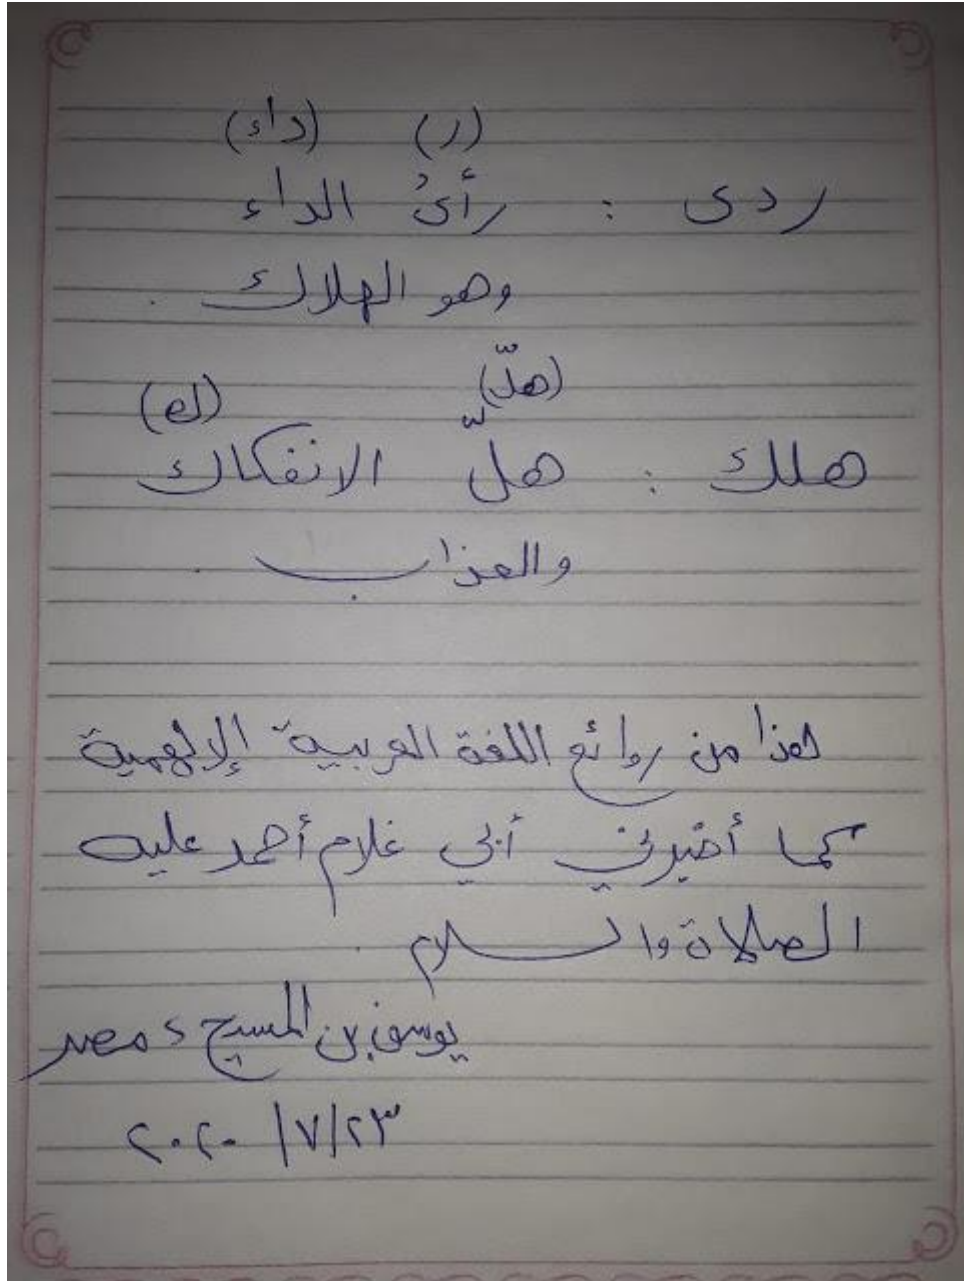 (ر) (داء)
ردى : رأىُ الداء
وهو الهلاك .
(هلّ) (ك)
هلك : هلّ الانفكاك
والعذاب .
هذا من روائع اللغة العربية الإلهية
كما أخبرني أبي غلام أحمد عليه
الصلاة والسلام .
يوسف بن المسيح ، مصر
٢٣/٧/٢٠٢٠